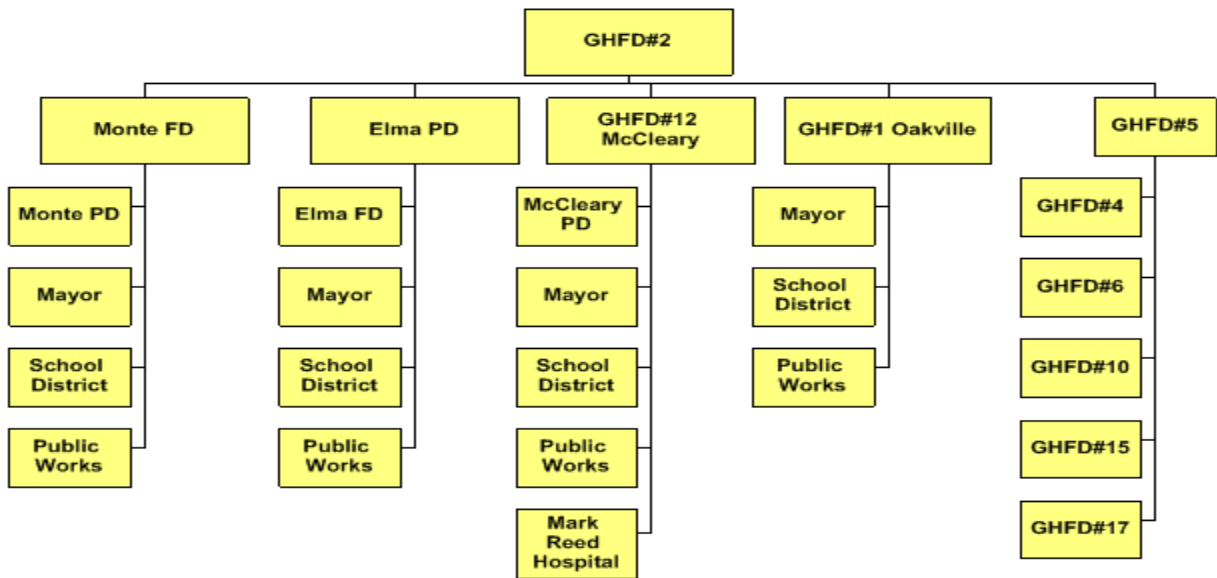 GHFD#2
Monte FD
Elma PD
GHFD#12
McCleary
GHFD#1 Oakville
GHFD#5
Monte PD
Mayor
School
District
Public
Works
Elma FD
Mayor
School
District
Public
Works
McCleary
PD
Mayor
School
District
Public
Works
Mark
Reed
Hospital
Mayor
School
District
Public
Works
GHFD#4
GHFD#6
GHFD#10
GHFD#15
GHFD#17